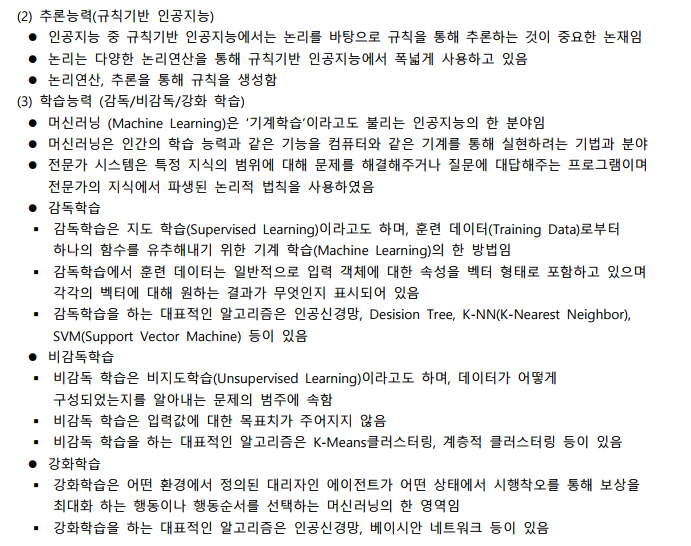 (2) 추론능력(규칙기반 인공지능)
● 인공지능 중 규칙기반 인공지능에서는 논리를 바탕으로 규칙을 통해 추론하는 것이 중요한 논재임
● 논리는 다양한 논리연산을 통해 규칙기반 인공지능에서 폭넓게 사용하고 있음
● 논리연산, 추론을 통해 규칙을 생성함
(3) 학습능력 (감독/비감독/강화 학습)
● 머신러닝 (Machine Learning)은 '기계학습'이라고도 불리는 인공지능의 한 분야임
● 머신러닝은 인간의 학습 능력과 같은 기능을 컴퓨터와 같은 기계를 통해 실현하려는 기법과 분야
● 전문가 시스템은 특정 지식의 범위에 대해 문제를 해결해주거나 질문에 대답해주는 프로그램이며
전문가의 지식에서 파생된 논리적 법칙을 사용하였음
● 감독학습
▪ 감독학습은 지도 학습(Supervised Learning)이라고도 하며, 훈련 데이터(Training Data)로부터
하나의 함수를 유추해내기 위한 기계 학습(Machine Learning)의 한 방법임
▪ 감독학습에서 훈련 데이터는 일반적으로 입력 객체에 대한 속성을 벡터 형태로 포함하고 있으며
각각의 벡터에 대해 원하는 결과가 무엇인지 표시되어 있음
▪ 감독학습을 하는 대표적인 알고리즘은 인공신경망, Desision Tree, K-NN(K-Nearest Neighbor),
SVM(Support Vector Machine) 등이 있음
● 비감독학습
▪ 비감독 학습은 비지도학습(Unsupervised Learning)이라고도 하며, 데이터가 어떻게
구성되었는지를 알아내는 문제의 범주에 속함
▪ 비감독 학습은 입력값에 대한 목표치가 주어지지 않음
▪ 비감독 학습을 하는 대표적인 알고리즘은 K-Means클러스터링, 계층적 클러스터링 등이 있음
● 강화학습
▪ 강화학습은 어떤 환경에서 정의된 대리자인 에이전트가 어떤 상태에서 시행착오를 통해 보상을
최대화 하는 행동이나 행동순서를 선택하는 머신러닝의 한 영역임
▪ 강화학습을 하는 대표적인 알고리즘은 인공신경망, 베이시안 네트워크 등이 있음